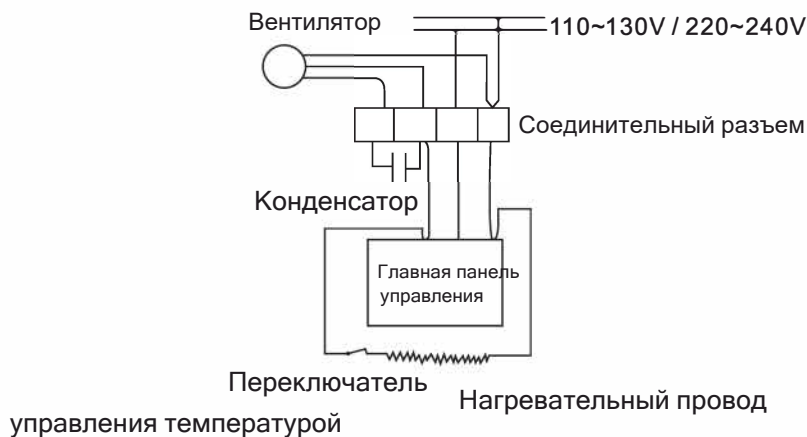 Вентилятор
110~130V / 220~240V
Соединительный разъем
Конденсатор
Главная панель
управления
Переключатель
управления температурой
Нагревательный провод